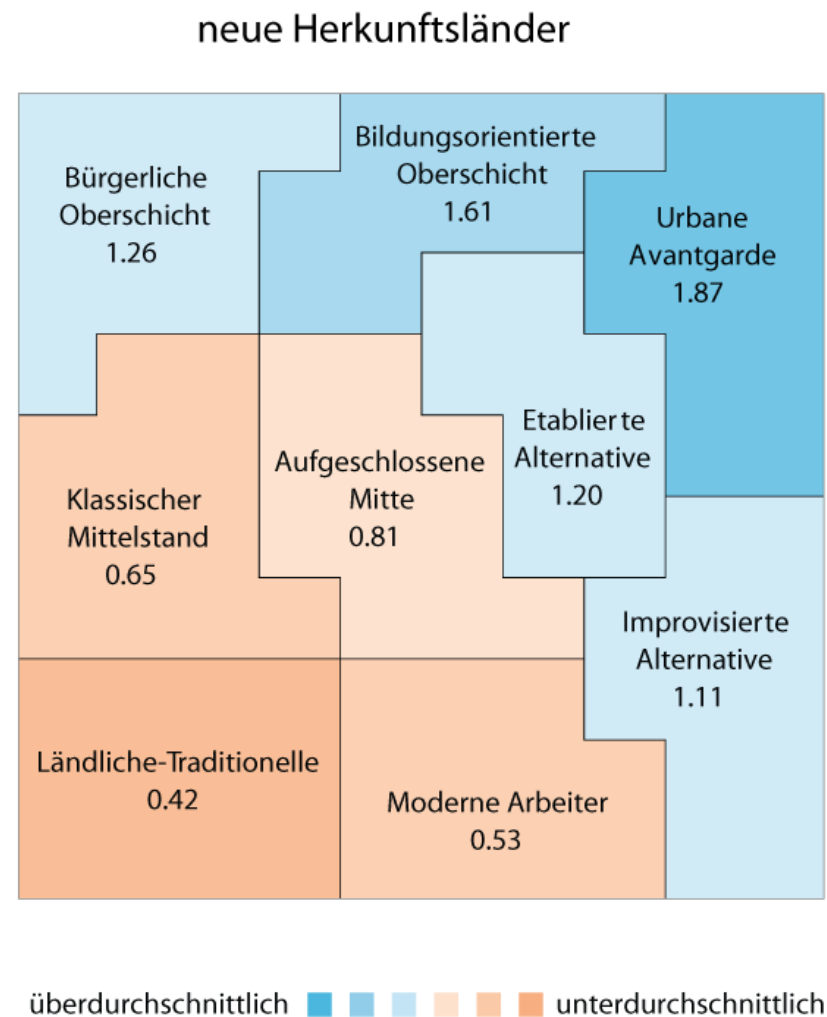 neue Herkunftsländer
Bürgerliche
Oberschicht
1.26
Bildungsorientierte
Oberschicht
1.61
Urbane
Avantgarde
1.87
Etablierte
Alternative
1.20
Aufgeschlossene
Mitte
0.81
Klassischer
Mittelstand
0.65
Improvisierte
Alternative
1.11
Ländliche-Traditionelle
0.42
Moderne Arbeiter
0.53
überdurchschnittlich unterdurchschnittlich